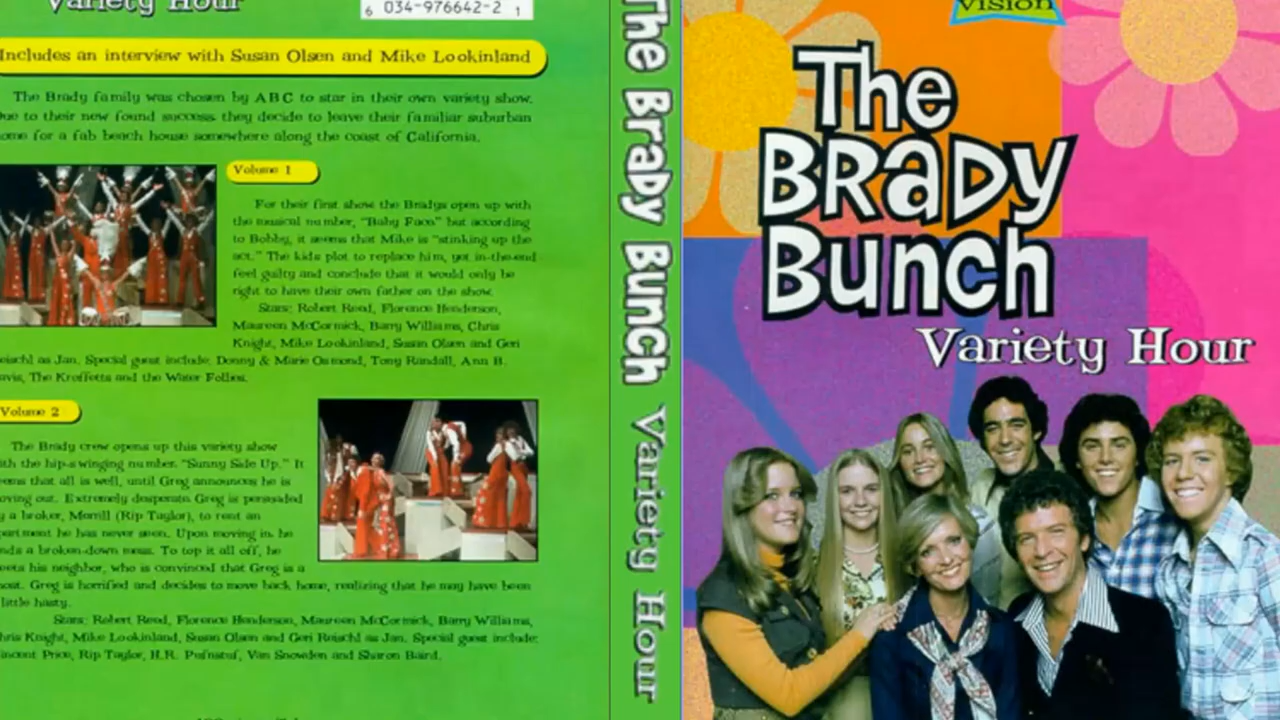 Variety Hour
6 034-976642-2 1
Includes an interview with Susan Olsen and Mike Lookinland
The Brady family was chosen by ABC to star in their own variety show.
to their new found success they decide to leave their familiar suburban
for a fab beach house somewhere along the coast of California.
Volume 1
For their first show the Bradys open up with
the musical number, "Baby Face" but according
to Bobby, it seems that Mike is "stinking up the
act." The kids plot to replace him, yet in-the-end
feel guilty and conclude that it would only be
right to have their own father on the show.
Stars: Robert Reed, Florence Henderson,
Maureen McCormick, Barry Williams, Chris
Knight, Mike Lookinland, Susan Olsen and Geri
as Jan. Special guest include: Donny & Marie Osmond, Tony Randall, Ann B.
The Kroffetts and the Water Follies.
Volume 2
The Brady crew opens up this variety show
the hip-swinging number. "Sunny Side Up." It
that all is well, until Greg announces he is
out. Extremely desperate Greg is persuaded
a broker, Merrill (Rip Taylor), to rent an
he has never seen. Upon moving in, he
a broken-down mess. To top it all off, he
his neighbor, who is convinced that Greg is a
Greg is horrified and decides to move back home, realizing that he may have been
little hasty.
Stars: Robert Reed, Florence Henderson, Maureen McCormick, Barry Williams,
Knight, Mike Lookinland, Susan Olsen and Geri Reischl as Jan. Special guest include:
Price, Rip Taylor, H.R. Pufnstuf, Van Snowden and Sharon Baird.
The Brady Bunch Variety Hour
Vision
The
Brady
Bunch
Variety Hour